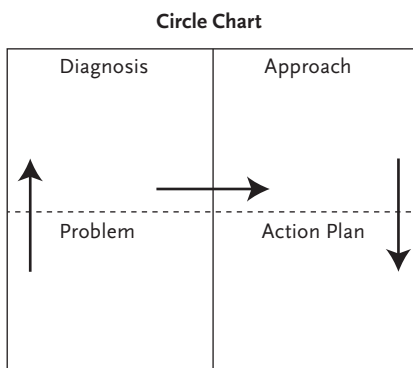 Circle Chart
Diagnosis
Approach
Problem
Action Plan